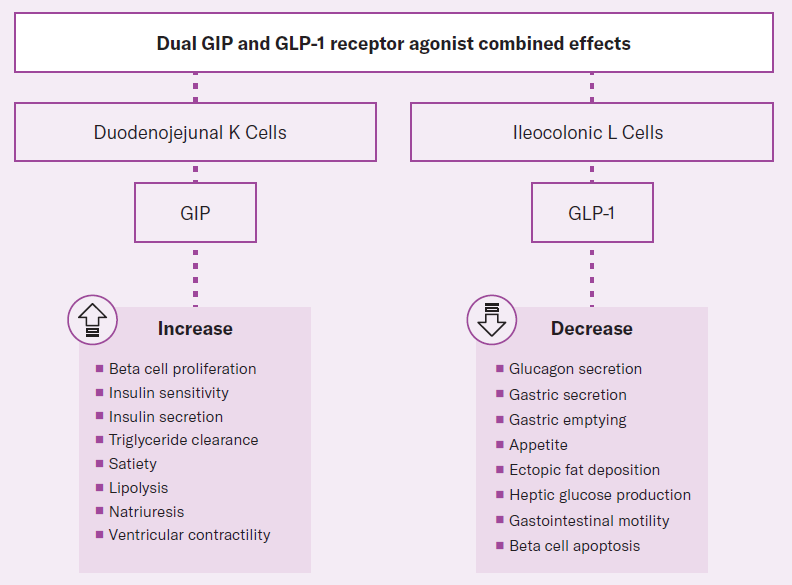 Dual GIP and GLP-1 receptor agonist combined effects
Duodenojejunal K Cells
Ileocolonic L Cells
GIP
GLP-1
Increase
Beta cell proliferation
Insulin sensitivity
Insulin secretion
Triglyceride clearance
Satiety
Lipolysis
Natriuresis
Ventricular contractility
Decrease
Glucagon secretion
Gastric secretion
Gastric emptying
Appetite
Ectopic fat deposition
Heptic glucose production
Gastointestinal motility
Beta cell apoptosis